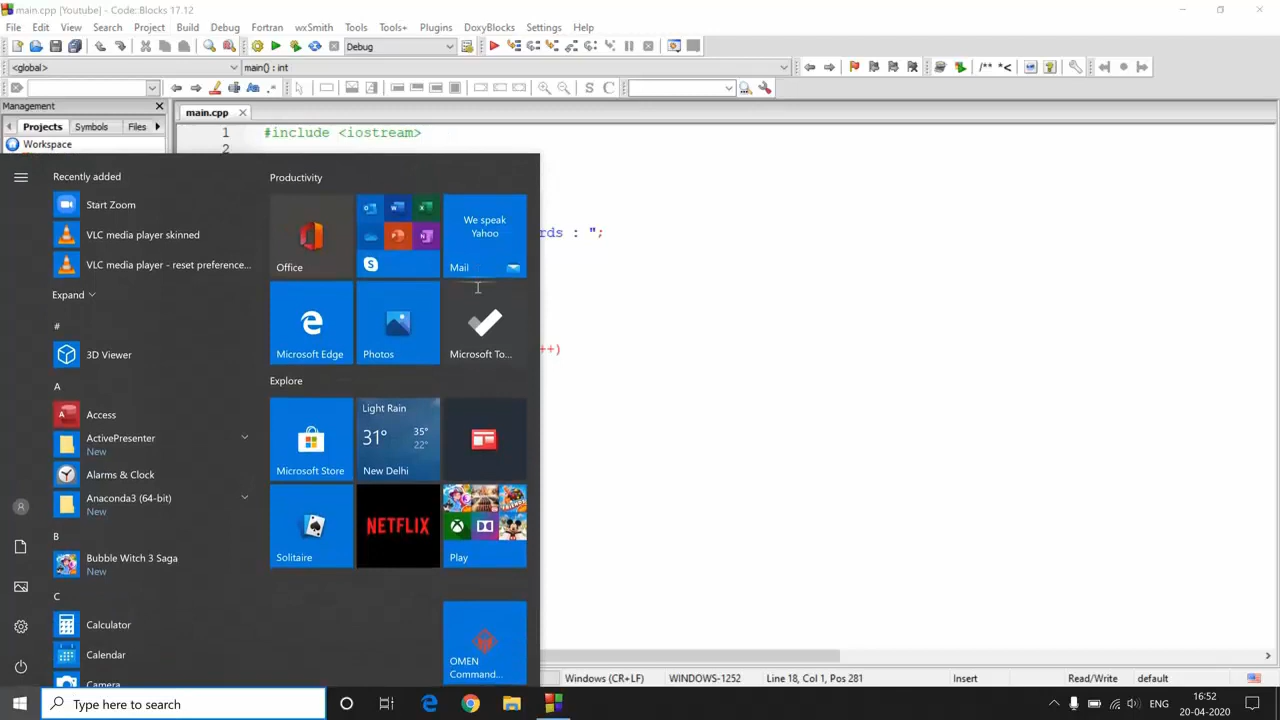 main.cpp [Youtube] - Code::Blocks 17.12
File Edit View Search Project Build Debug Fortran wxSmith Tools Tools+ Plugins DoxyBlocks Settings Help
Debug
<global> main() : int
/** *<
S C
Management
main.cpp
Projects Symbols Files
Workspace
1 #include <iostream>
2
rds : ";
++)
Recently added
Start Zoom
VLC media player skinned
VLC media player - reset preference...
Expand
#
3D Viewer
A
Access
ActivePresenter
New
Alarms & Clock
Anaconda3 (64-bit)
New
B
Bubble Witch 3 Saga
New
C
Calculator
Calendar
Camera
Productivity
Office
We speak
Yahoo
Mail
Microsoft Edge
Photos
Microsoft To...
Explore
Microsoft Store
Light Rain
31° 35°
22°
New Delhi
Solitaire
NETFLIX
Play
OMEN
Command...
Windows (CR+LF) WINDOWS-1252 Line 18, Col 1, Pos 281 Insert Read/Write default
Type here to search
ENG
16:52
20-04-2020